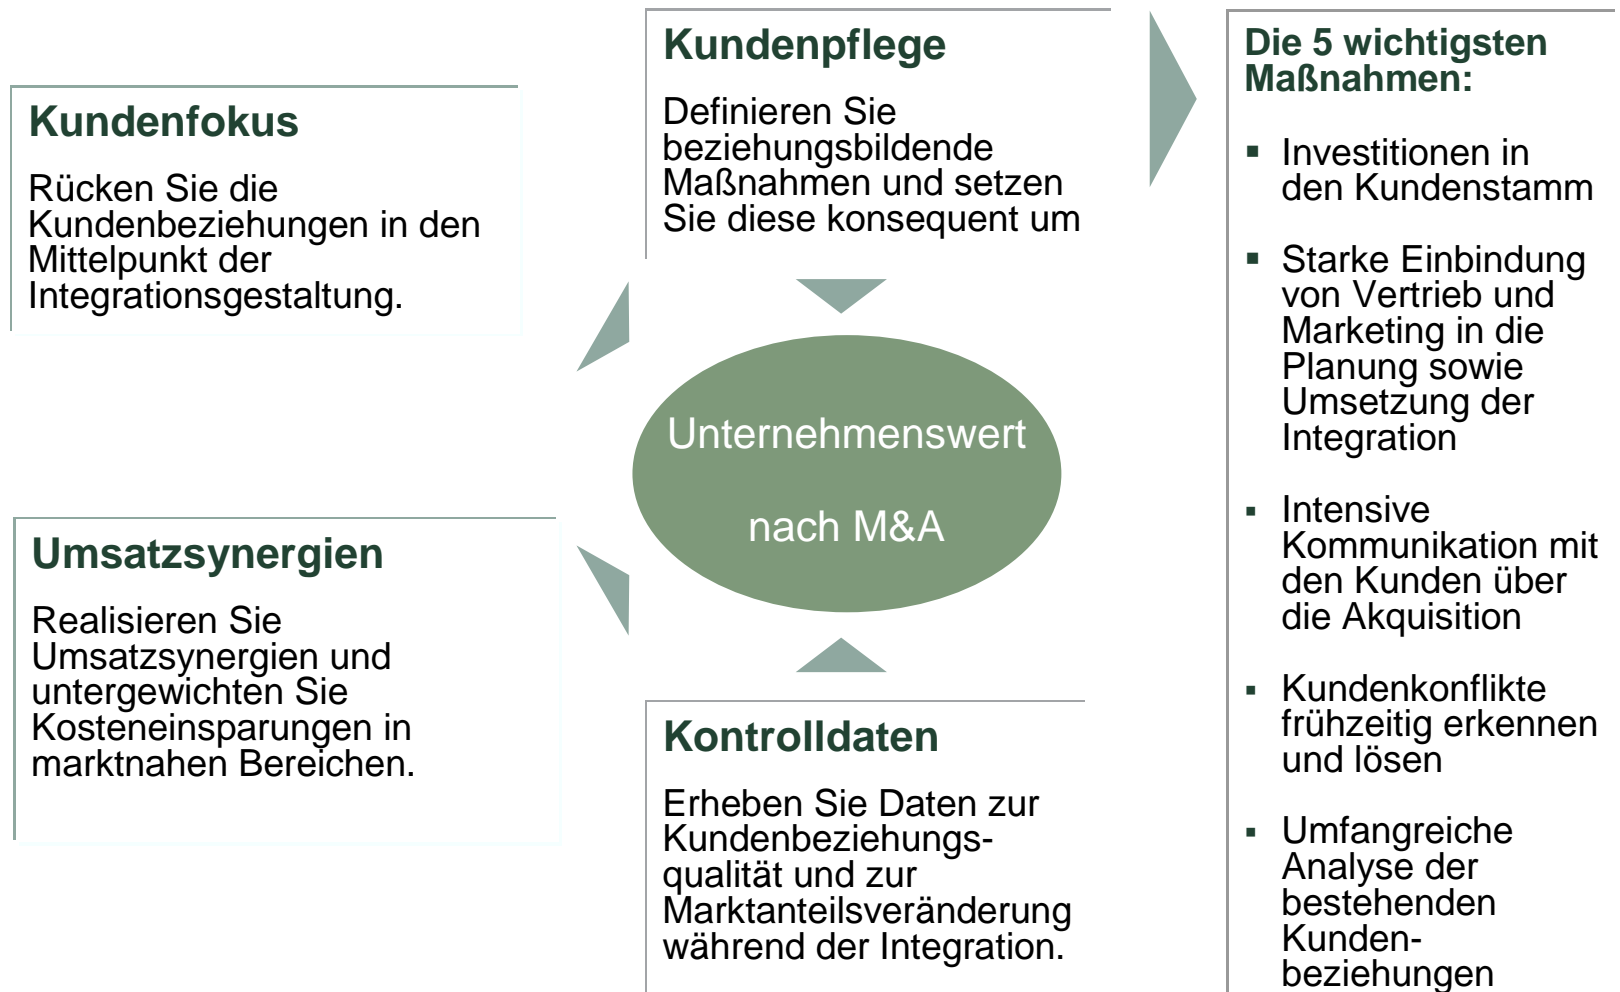 Kundenfokus
Rücken Sie die
Kundenbeziehungen in den
Mittelpunkt der
Integrationsgestaltung.
Umsatzsynergien
Realisieren Sie
Umsatzsynergien und
untergewichten Sie
Kosteneinsparungen in
marktnahen Bereichen.
Kundenpflege
Definieren Sie
beziehungsbildende
Maßnahmen und setzen
Sie diese konsequent um
Unternehmenswert
nach M&A
Kontrolldaten
Erheben Sie Daten zur
Kundenbeziehungs-
qualität und zur
Marktanteilsveränderung
während der Integration.
Die 5 wichtigsten
Maßnahmen:
▪ Investitionen in
den Kundenstamm
▪ Starke Einbindung
von Vertrieb und
Marketing in die
Planung sowie
Umsetzung der
Integration
▪ Intensive
Kommunikation mit
den Kunden über
die Akquisition
▪ Kundenkonflikte
frühzeitig erkennen
und lösen
▪ Umfangreiche
Analyse der
bestehenden
Kunden-
beziehungen